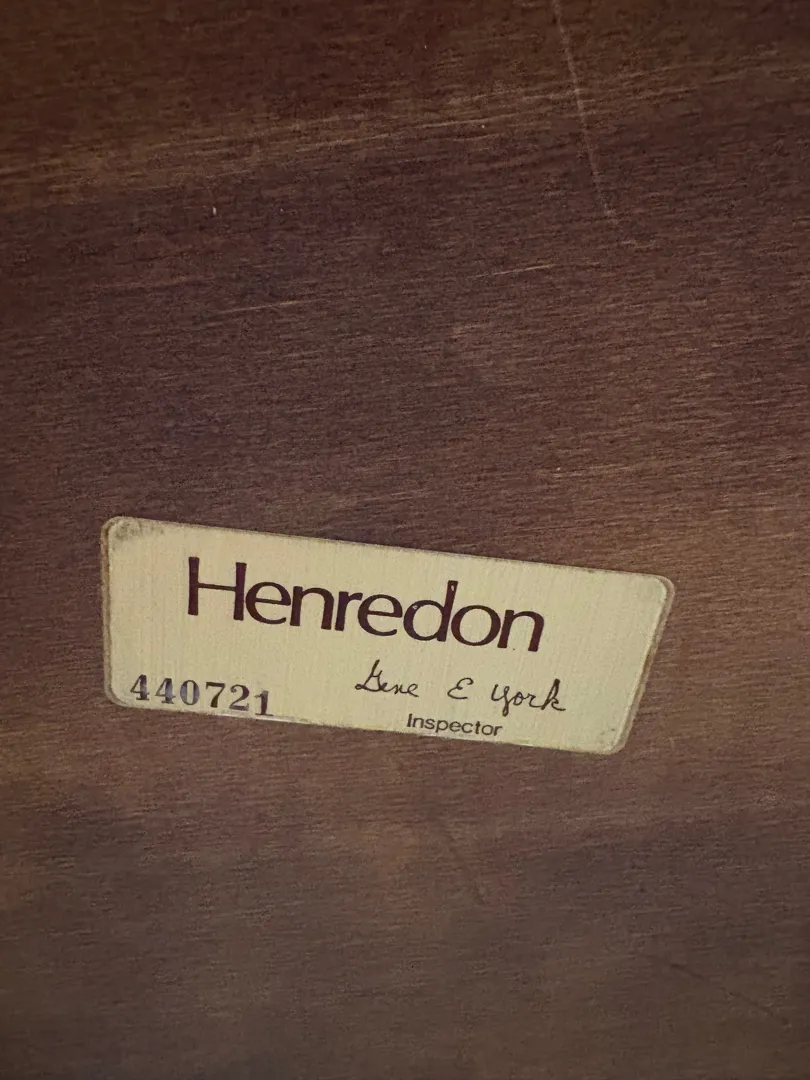 Henredon
Gene E York
440721
Inspector